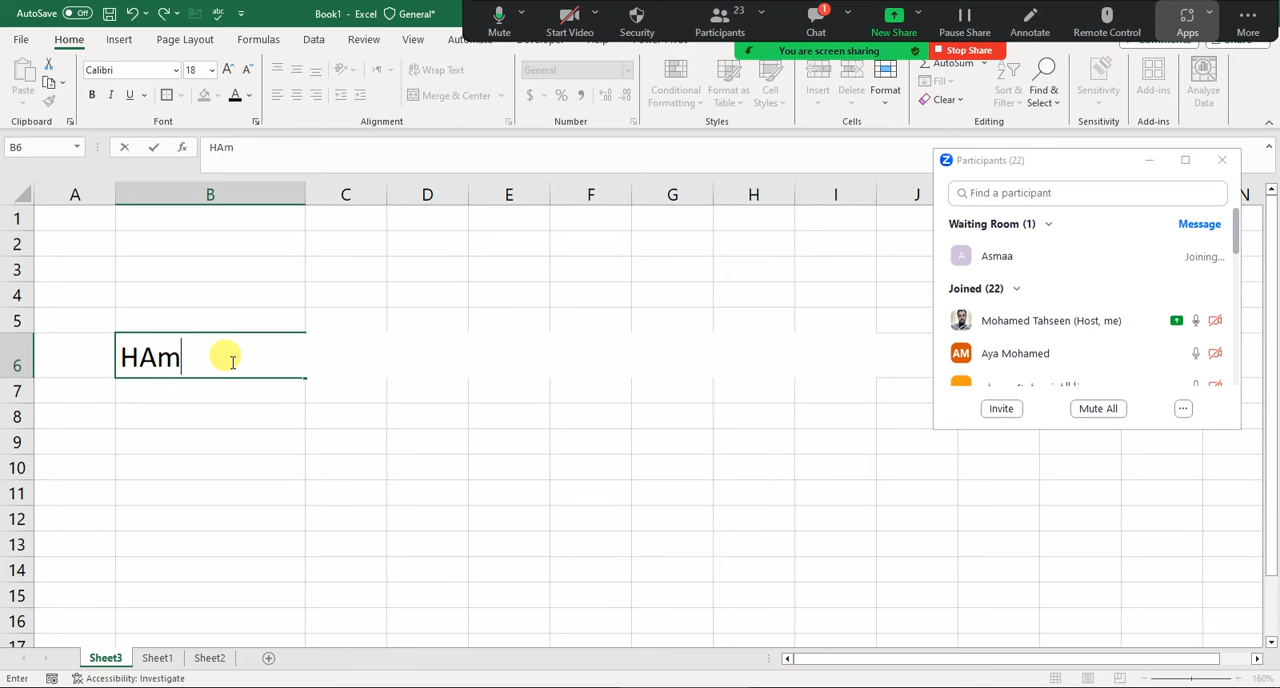 AutoSave Off Book1 - Excel General*
Mute Start Video Security 23 Participants 1 Chat New Share Pause Share Annotate Remote Control Apps More
You are screen sharing Stop Share
File Home Insert Page Layout Formulas Data Review View
Calibri 18 Wrap Text General AutoSum
Paste B I U Merge & Center $ % Conditional Formatting Format as Table Cell Styles Insert Delete Format Fill Clear Sort & Filter Find & Select Sensitivity Add-ins Analyze Data
Clipboard Font Alignment Number Styles Cells Editing Sensitivity Add-ins
B6 fx HAm
A B C D E F G H I J N
1
2
3
4
5
6 HAm
7
8
9
10
11
12
13
14
15
16
17
Participants (22)
Find a participant
Waiting Room (1) Message
A Asmaa Joining...
Joined (22)
Mohamed Tahseen (Host, me)
AM Aya Mohamed
Invite Mute All ...
Sheet3 Sheet1 Sheet2
Enter Accessibility: Investigate 160%